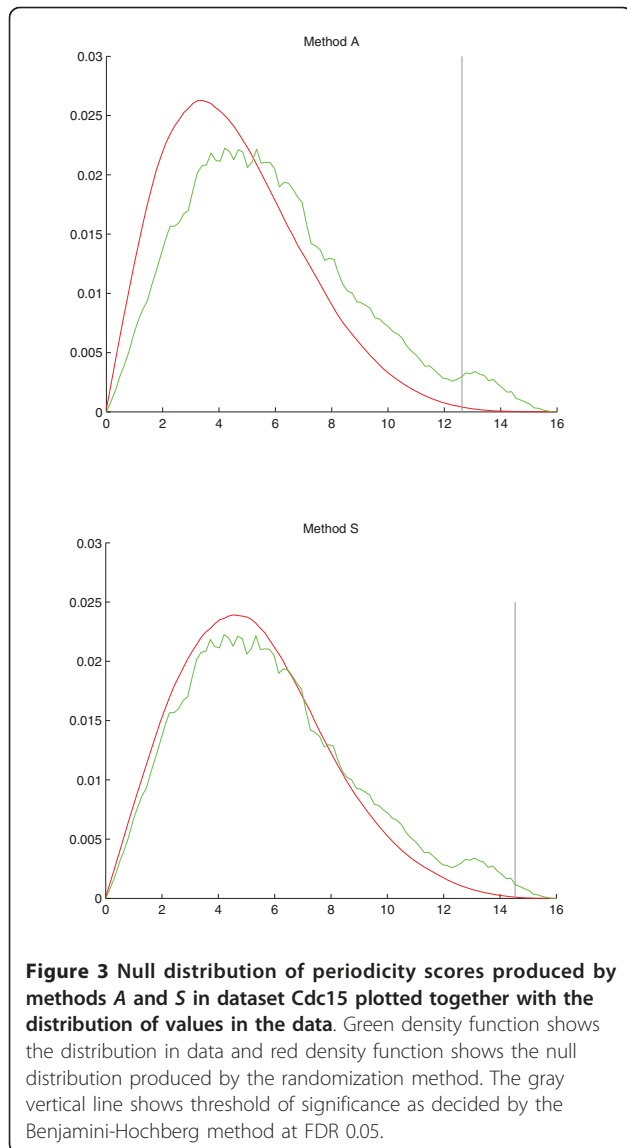 Method A
0.03
0.025
0.02
0.015
0.01
0.005
0
0 2 4 6 8 10 12 14 16
Method S
0.03
0.025
0.02
0.015
0.01
0.005
0
0 2 4 6 8 10 12 14 16
Figure 3 Null distribution of periodicity scores produced by
methods A and S in dataset Cdc15 plotted together with the
distribution of values in the data. Green density function shows
the distribution in data and red density function shows the null
distribution produced by the randomization method. The gray
vertical line shows threshold of significance as decided by the
Benjamini-Hochberg method at FDR 0.05.